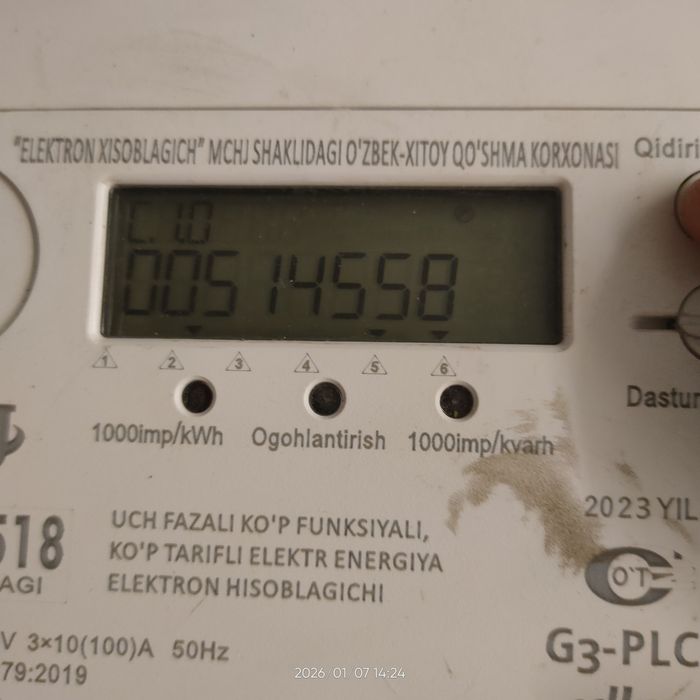 "ELEKTRON XISOBLAGICH" MCHJ SHAKLIDAGI O'ZBEK-XITOY QO'SHMA KORXONASI
Qidiri
C. 1.0
00514558
1 2 3 4 5 6
1000imp/kWh Ogohlantirish 1000imp/kvarh
Dastur
518
AGI
UCH FAZALI KO'P FUNKSIYALI,
KO'P TARIFLI ELEKTR ENERGIYA
ELEKTRON HISOBLAGICHI
2023 YIL
O'T
V 3×10(100)A 50Hz
79:2019
G3-PLC
2026 01 07 14:24